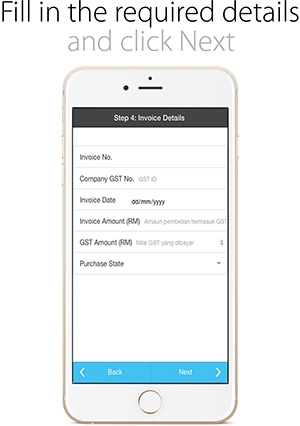 Fill in the required details
and click Next
Step 4: Invoice Details
Invoice No.
Company GST No. GST ID
Invoice Date dd/mm/yyyy
Invoice Amount (RM) Amaun pembelian termasuk GST
GST Amount (RM) Nilai GST yang dibayar
Purchase State
Back Next